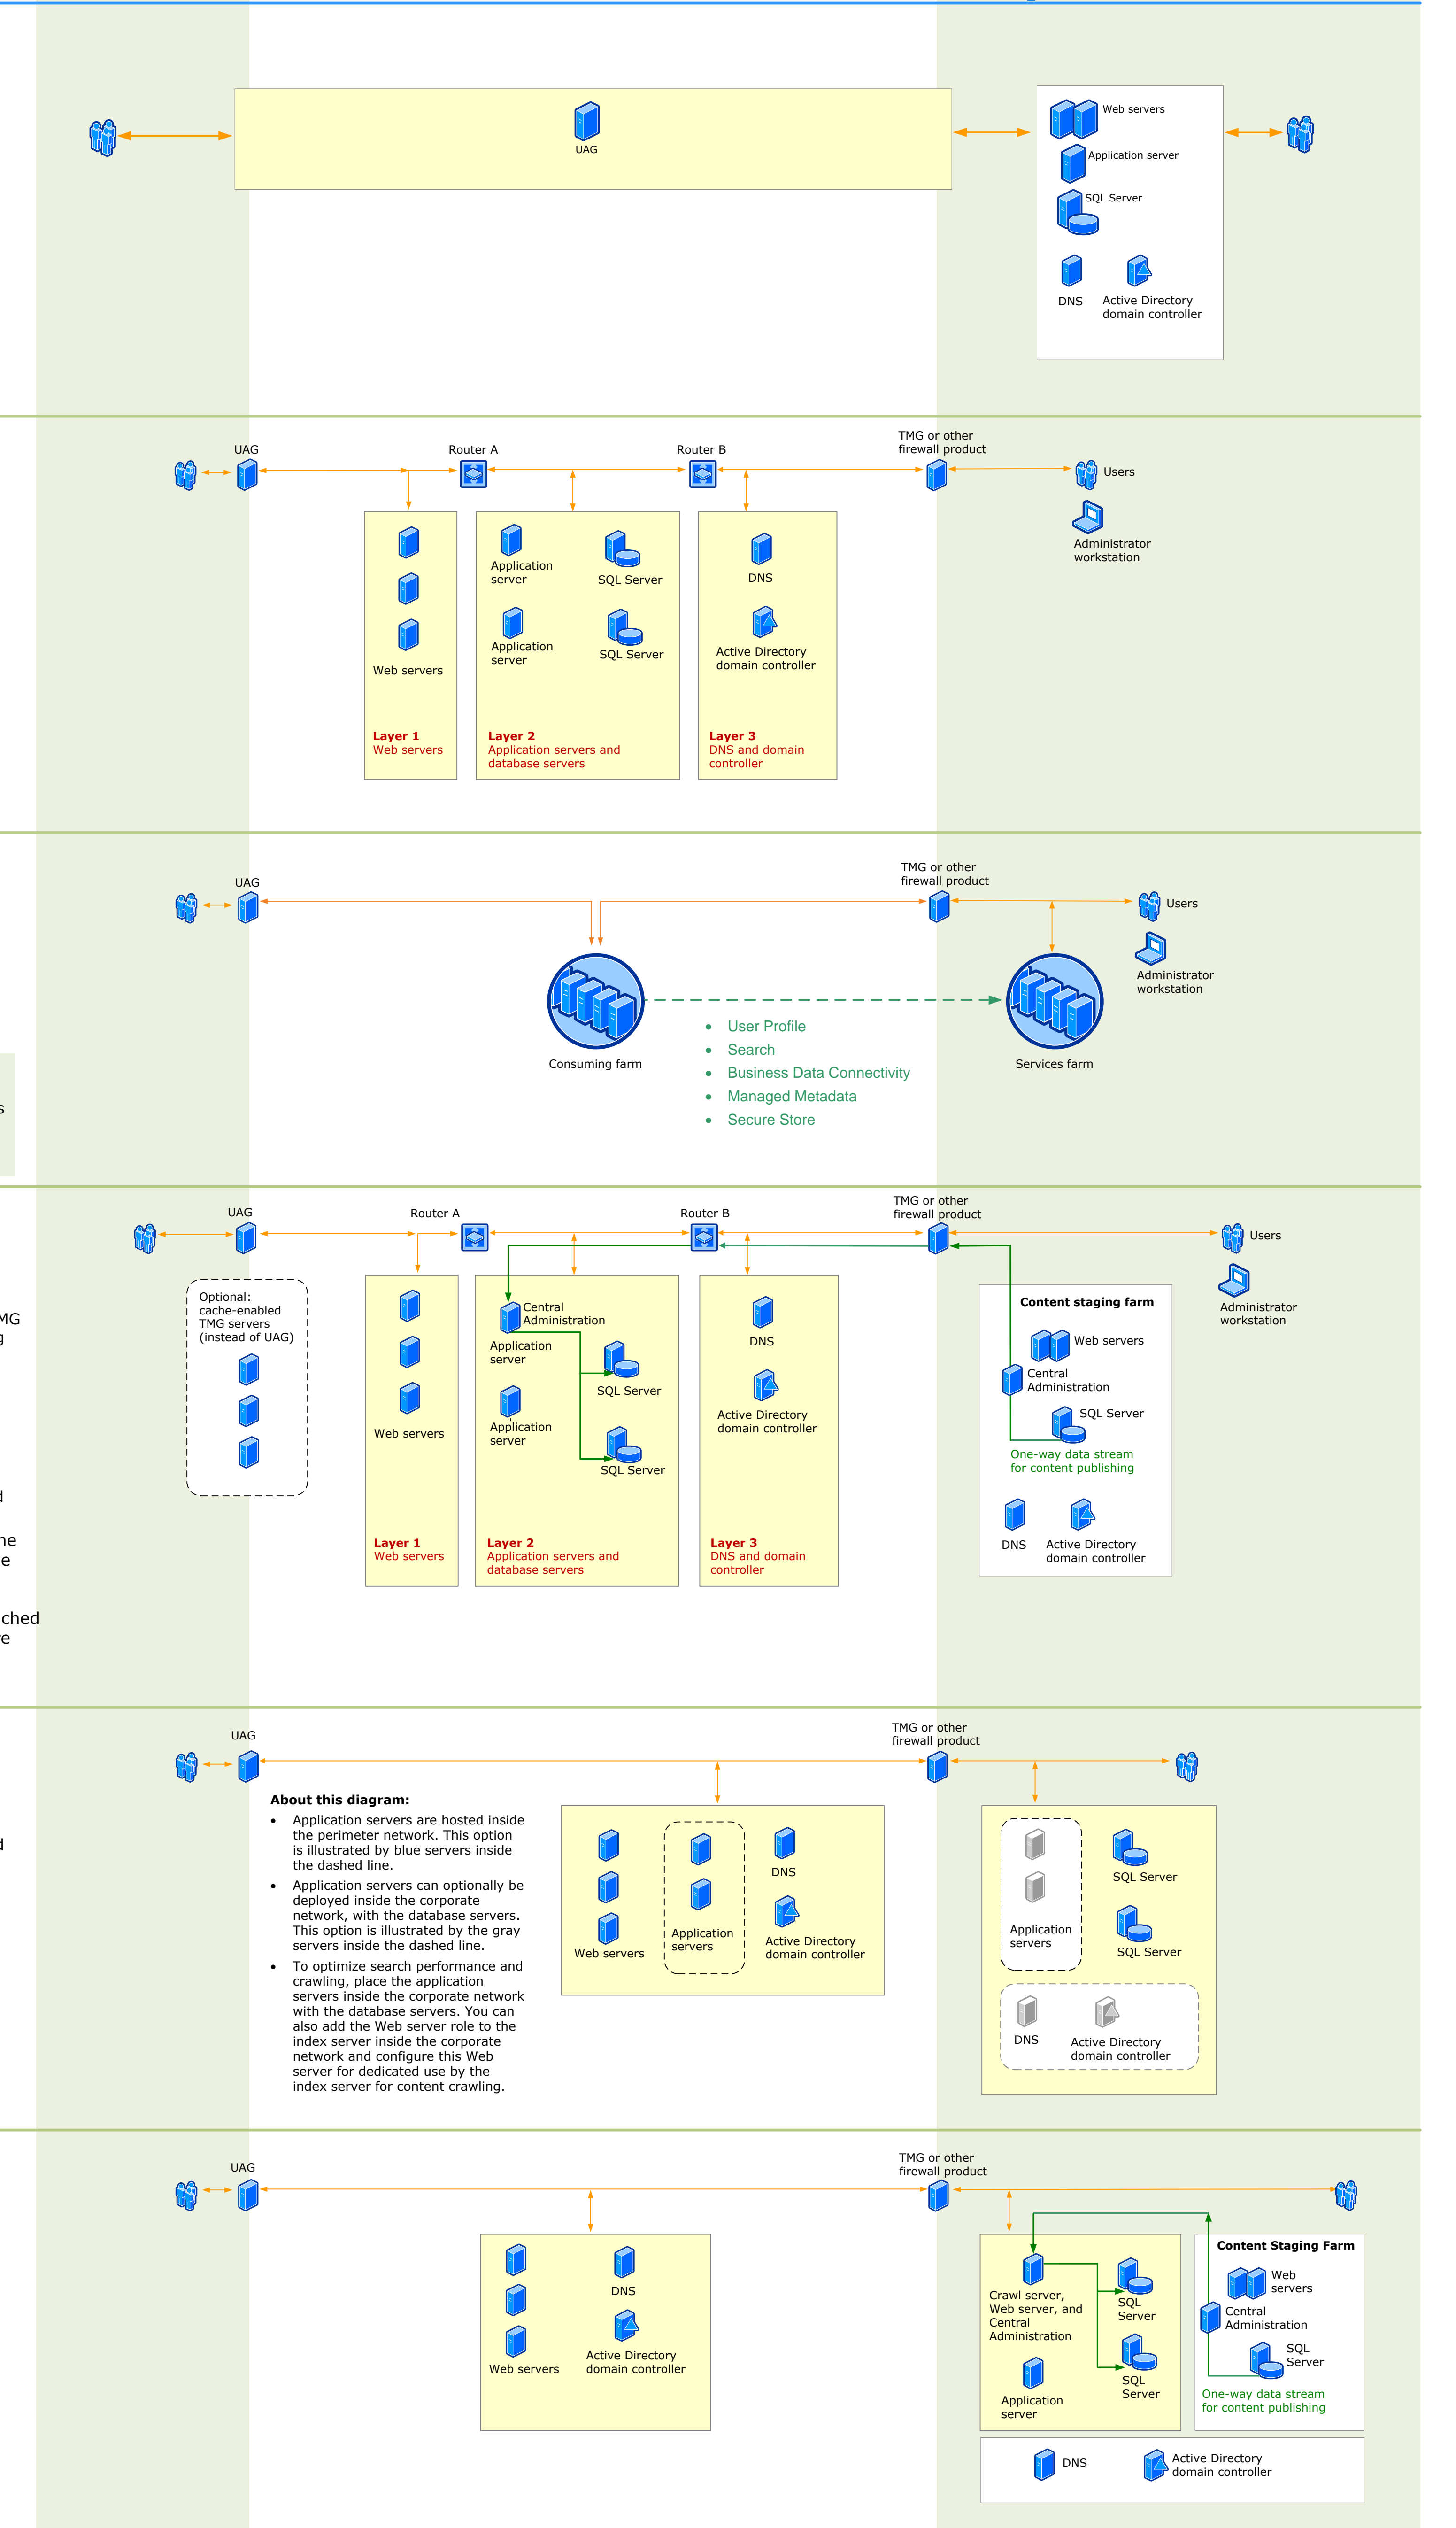 UAG
Web servers
Application server
SQL Server
DNS
Active Directory
domain controller
UAG
Router A
Router B
TMG or other
firewall product
Users
Administrator
workstation
Application
server
SQL Server
Application
server
SQL Server
Web servers
DNS
Active Directory
domain controller
Layer 1
Web servers
Layer 2
Application servers and
database servers
Layer 3
DNS and domain
controller
UAG
TMG or other
firewall product
Users
Administrator
workstation
Consuming farm
• User Profile
• Search
• Business Data Connectivity
• Managed Metadata
• Secure Store
Services farm
s
UAG
Router A
Router B
TMG or other
firewall product
Users
Administrator
workstation
Optional:
cache-enabled
TMG servers
(instead of UAG)
MG
g
d
ne
ce
ched
re
Web servers
Central
Administration
Application
server
SQL Server
Application
server
SQL Server
DNS
Active Directory
domain controller
Layer 1
Web servers
Layer 2
Application servers and
database servers
Layer 3
DNS and domain
controller
Content staging farm
Web servers
Central
Administration
SQL Server
One-way data stream
for content publishing
DNS
Active Directory
domain controller
UAG
TMG or other
firewall product
d
About this diagram:
• Application servers are hosted inside
the perimeter network. This option
is illustrated by blue servers inside
the dashed line.
• Application servers can optionally be
deployed inside the corporate
network, with the database servers.
This option is illustrated by the gray
servers inside the dashed line.
• To optimize search performance and
crawling, place the application
servers inside the corporate network
with the database servers. You can
also add the Web server role to the
index server inside the corporate
network and configure this Web
server for dedicated use by the
index server for content crawling.
Web servers
Application
servers
DNS
Active Directory
domain controller
Application
servers
SQL Server
SQL Server
DNS
Active Directory
domain controller
UAG
TMG or other
firewall product
Web servers
DNS
Active Directory
domain controller
Crawl server,
Web server, and
Central
Administration
Application
server
SQL
Server
SQL
Server
Content Staging Farm
Web
servers
Central
Administration
SQL
Server
One-way data stream
for content publishing
DNS
Active Directory
domain controller